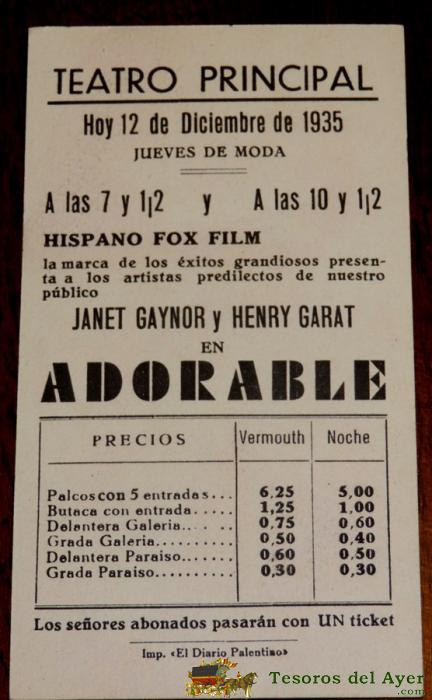 TEATRO PRINCIPAL
Hoy 12 de Diciembre de 1935
JUEVES DE MODA
A las 7 y 1|2 y A las 10 y 1|2
HISPANO FOX FILM
la marca de los éxitos grandiosos presen-
ta a los artistas predilectos de nuestro
público
JANET GAYNOR y HENRY GARAT
EN
ADORABLE
PRECIOS Vermouth Noche
Palcos con 5 entradas... 6,25 5,00
Butaca con entrada..... 1,25 1,00
Delantera Galeria.. .. .. 0,75 0,60
Grada Galeria.......... 0,50 0,40
Delantera Paraiso....... 0,60 0,50
Grada Paraiso.......... 0,30 0,30
Los señores abonados pasarán con UN ticket
Imp. «El Diario Palentino»
Tesoros del Ayer
.com